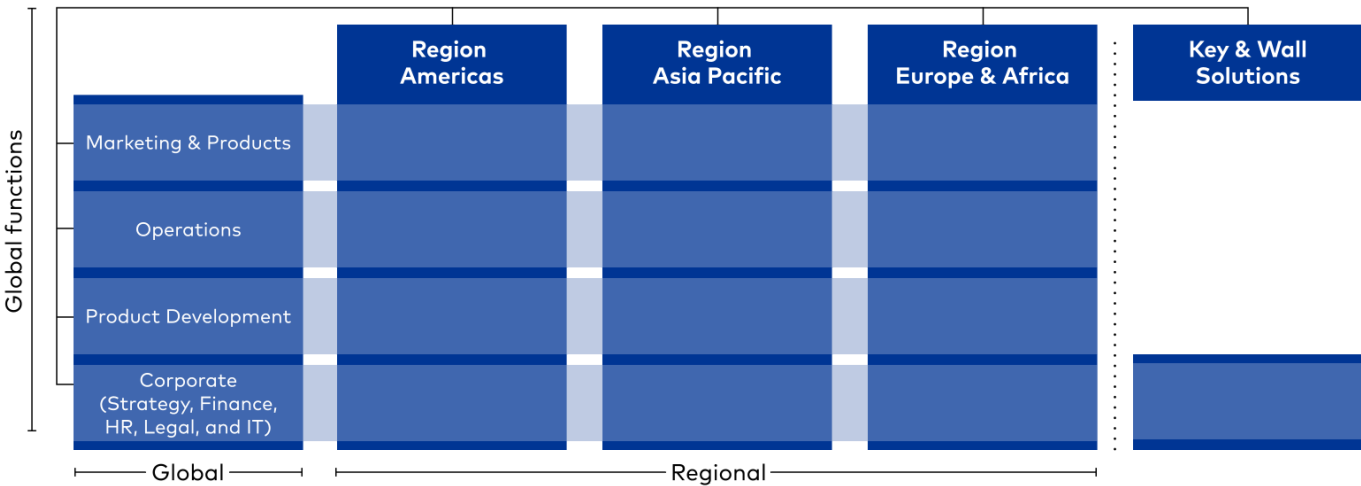 Region
Americas
Region
Asia Pacific
Region
Europe & Africa
Key & Wall
Solutions
Global functions
Marketing & Products
Operations
Product Development
Corporate
(Strategy, Finance,
HR, Legal, and IT)
Global
Regional